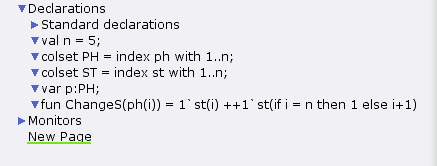 Declarations
Standard declarations
val n = 5;
colset PH = index ph with 1..n;
colset ST = index st with 1..n;
var p:PH;
fun ChangeS(ph(i)) = 1`st(i) ++1`st(if i = n then 1 else i+1)
Monitors
New Page